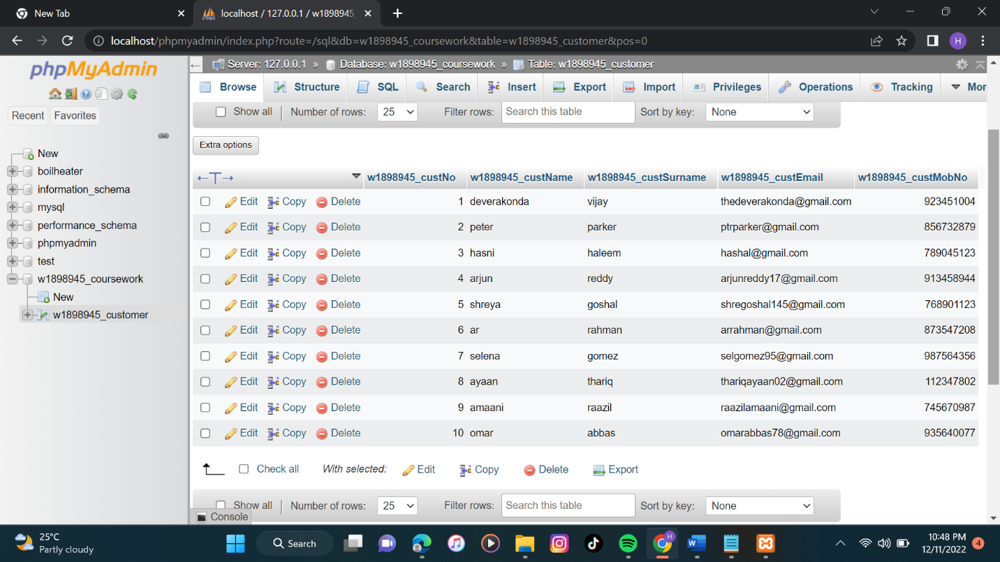 New Tab
localhost / 127.0.0.1 / w1898945_
localhost/phpmyadmin/index.php?route=/sql&db=w1898945_coursework&table=w1898945_customer&pos=0
H
phpMyAdmin
Recent Favorites
New
boilheater
information_schema
mysql
performance_schema
phpmyadmin
test
w1898945_coursework
New
w1898945_customer
Server: 127.0.0.1 » Database: w1898945_coursework » Table: w1898945_customer
Browse Structure SQL Search Insert Export Import Privileges Operations Tracking Mor
Show all Number of rows: 25 Filter rows: Search this table Sort by key: None
Extra options
w1898945_custNo w1898945_custName w1898945_custSurname w1898945_custEmail w1898945_custMobNo
Edit Copy Delete 1 deverakonda vijay thedeverakonda@gmail.com 923451004
Edit Copy Delete 2 peter parker ptrparker@gmail.com 856732879
Edit Copy Delete 3 hasni haleem hashal@gmail.com 789045123
Edit Copy Delete 4 arjun reddy arjunreddy17@gmail.com 913458944
Edit Copy Delete 5 shreya goshal shregoshal145@gmail.com 768901123
Edit Copy Delete 6 ar rahman arrahman@gmail.com 873547208
Edit Copy Delete 7 selena gomez selgomez95@gmail.com 987564356
Edit Copy Delete 8 ayaan thariq thariqayaan02@gmail.com 112347802
Edit Copy Delete 9 amaani raazil raazilamaani@gmail.com 745670987
Edit Copy Delete 10 omar abbas omarabbas78@gmail.com 935640077
Check all With selected: Edit Copy Delete Export
Show all Number of rows: 25 Filter rows: Search this table Sort by key: None
Console
25°C
Partly cloudy
Search
H
10:48 PM
12/11/2022
4